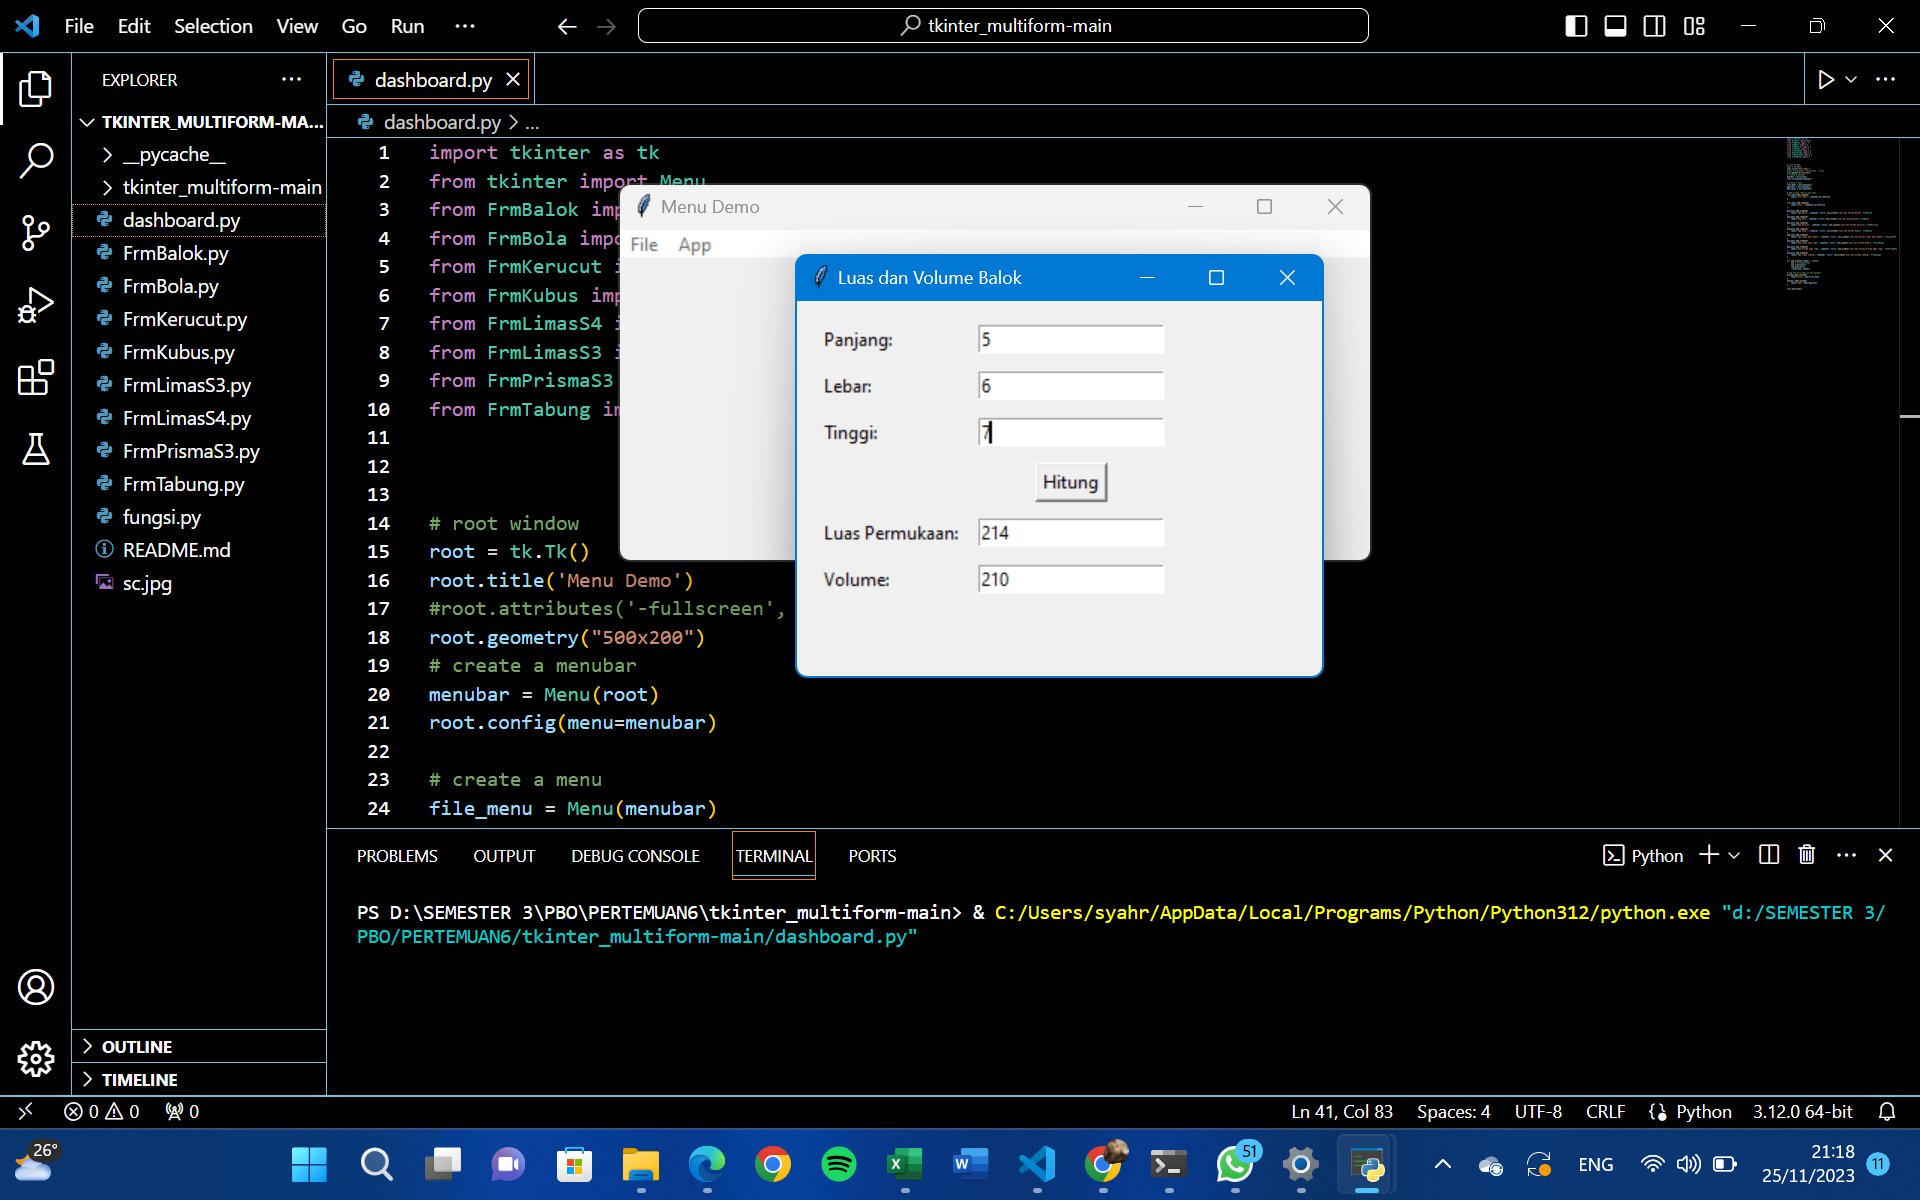 File Edit Selection View Go Run ···
tkinter_multiform-main
EXPLORER
TKINTER_MULTIFORM-MA...
__pycache__
tkinter_multiform-main
dashboard.py
FrmBalok.py
FrmBola.py
FrmKerucut.py
FrmKubus.py
FrmLimasS3.py
FrmLimasS4.py
FrmPrismaS3.py
FrmTabung.py
fungsi.py
README.md
sc.jpg
OUTLINE
TIMELINE
dashboard.py
dashboard.py > ...
1 import tkinter as tk
2 from tkinter import Menu
3 from FrmBalok imp
4 from FrmBola impo
5 from FrmKerucut i
6 from FrmKubus imp
7 from FrmLimasS4 i
8 from FrmLimasS3 i
9 from FrmPrismaS3
10 from FrmTabung im
11
12
13
14 # root window
15 root = tk.Tk()
16 root.title('Menu Demo')
17 #root.attributes('-fullscreen',
18 root.geometry("500x200")
19 # create a menubar
20 menubar = Menu(root)
21 root.config(menu=menubar)
22
23 # create a menu
24 file_menu = Menu(menubar)
Menu Demo
File App
Luas dan Volume Balok
Panjang: 5
Lebar: 6
Tinggi: 7
Hitung
Luas Permukaan: 214
Volume: 210
PROBLEMS OUTPUT DEBUG CONSOLE TERMINAL PORTS
Python
PS D:\SEMESTER 3\PBO\PERTEMUAN6\tkinter_multiform-main> & C:/Users/syahr/AppData/Local/Programs/Python/Python312/python.exe "d:/SEMESTER 3/
PBO/PERTEMUAN6/tkinter_multiform-main/dashboard.py"
0 0 0
Ln 41, Col 83 Spaces: 4 UTF-8 CRLF Python 3.12.0 64-bit
26°
51
ENG
21:18
25/11/2023
11